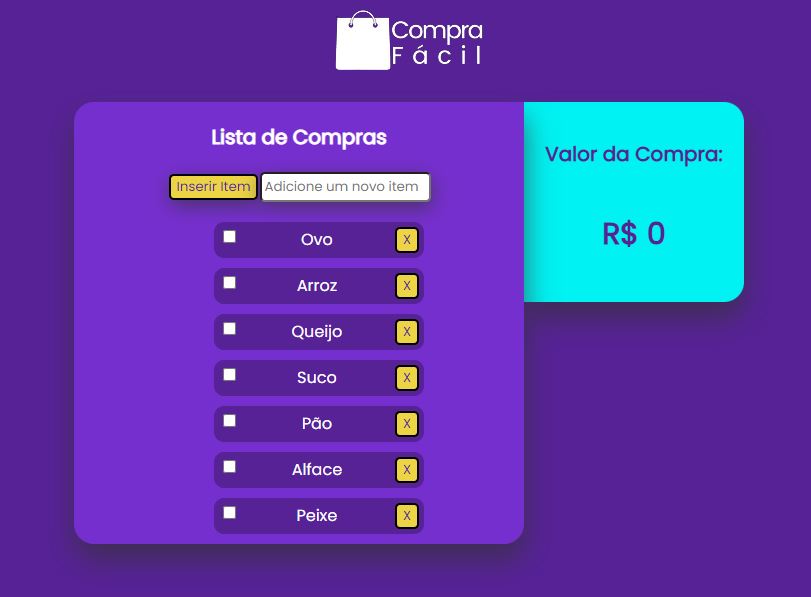 Compra
Fácil
Lista de Compras
Valor da Compra:
Inserir Item Adicione um novo item
R$ 0
Ovo X
Arroz X
Queijo X
Suco X
Pão X
Alface X
Peixe X